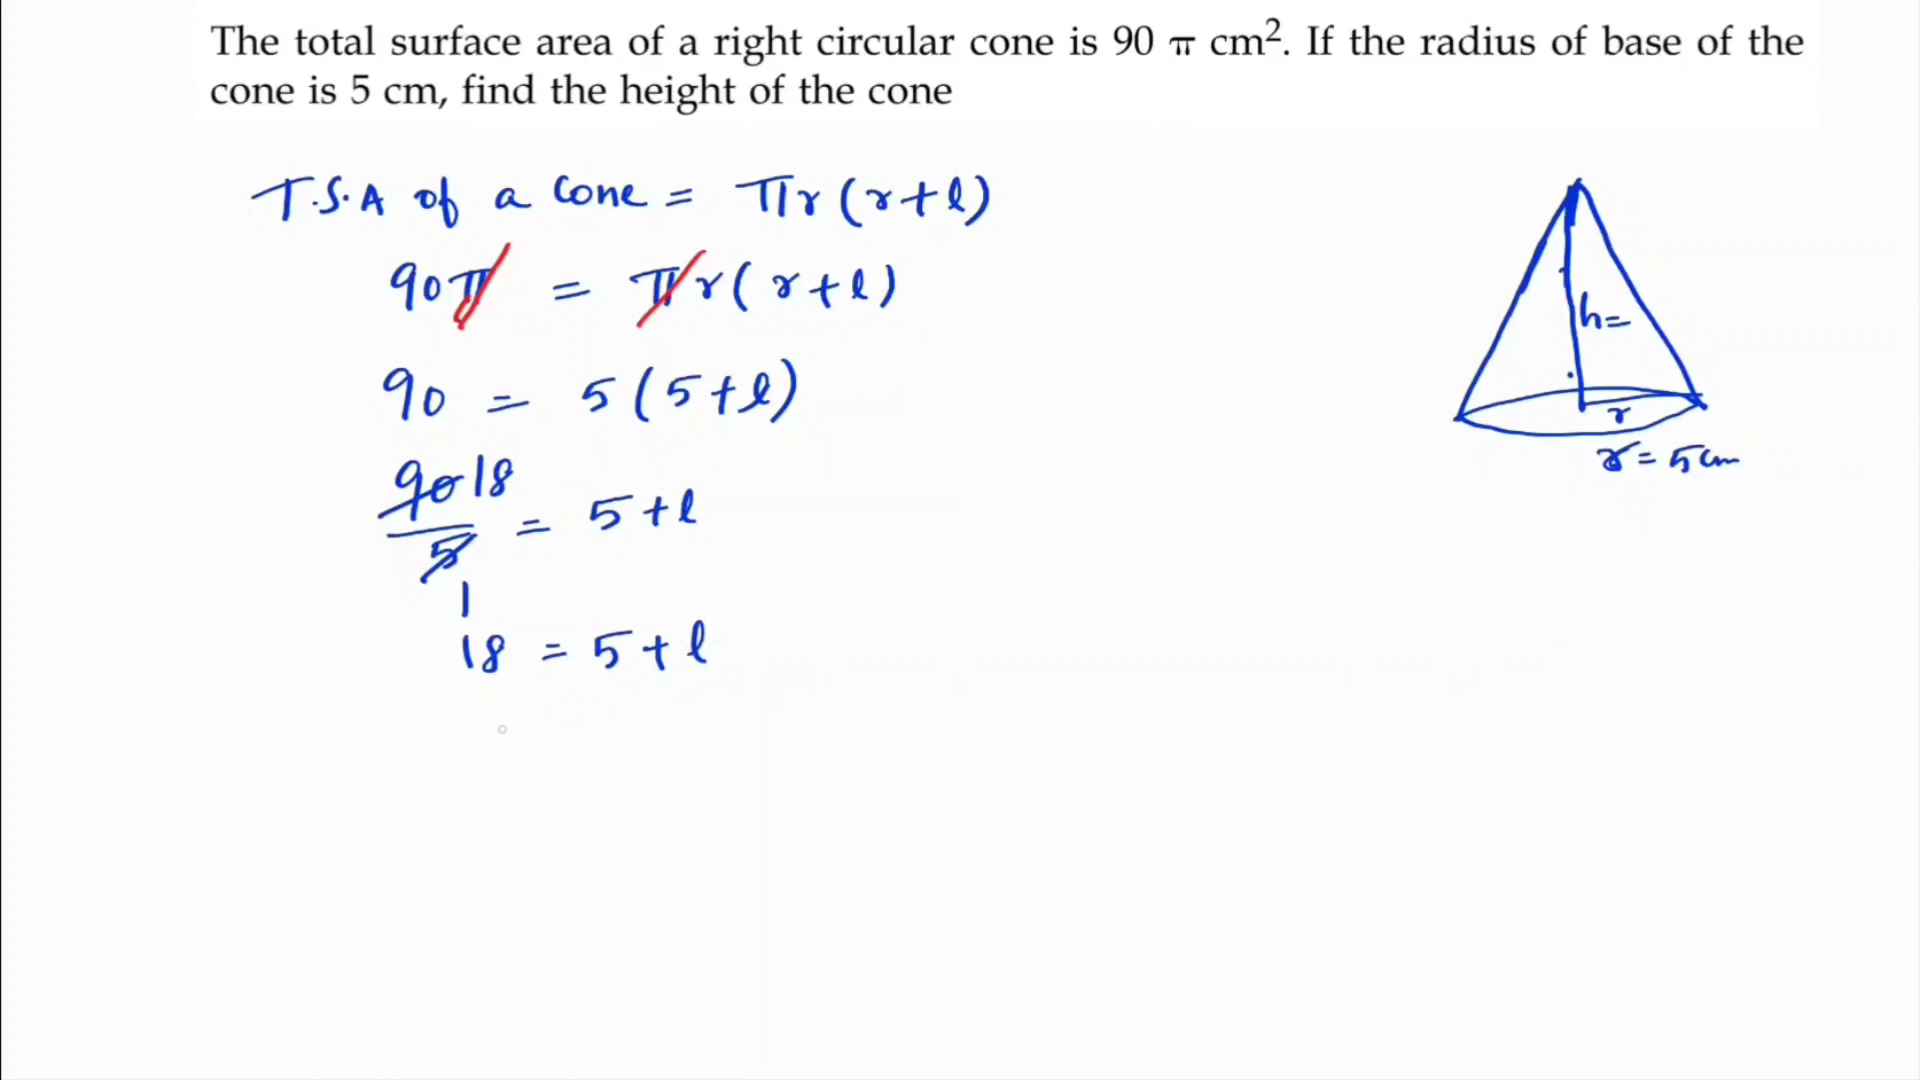 The total surface area of a right circular cone is 90 π cm². If the radius of base of the
cone is 5 cm, find the height of the cone
T.S.A of a Cone = πr(r+l)
90π = πr(r+l)
90 = 5(5+l)
90 18
5 = 5+l
1
18 = 5+l
h=
r
r = 5cm